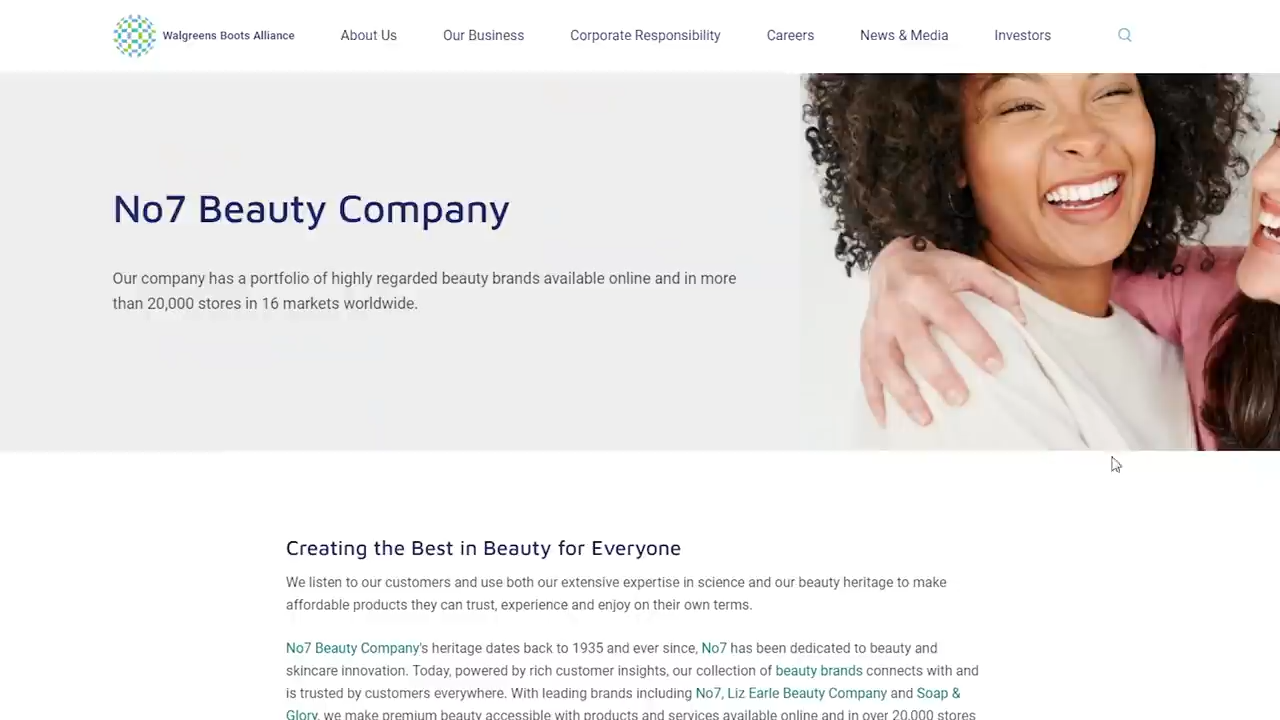 Walgreens Boots Alliance
About Us
Our Business
Corporate Responsibility
Careers
News & Media
Investors
No7 Beauty Company
Our company has a portfolio of highly regarded beauty brands available online and in more
than 20,000 stores in 16 markets worldwide.
Creating the Best in Beauty for Everyone
We listen to our customers and use both our extensive expertise in science and our beauty heritage to make
affordable products they can trust, experience and enjoy on their own terms.
No7 Beauty Company's heritage dates back to 1935 and ever since, No7 has been dedicated to beauty and
skincare innovation. Today, powered by rich customer insights, our collection of beauty brands connects with and
is trusted by customers everywhere. With leading brands including No7, Liz Earle Beauty Company and Soap &
Glory, we make premium beauty accessible with products and services available online and in over 20,000 stores